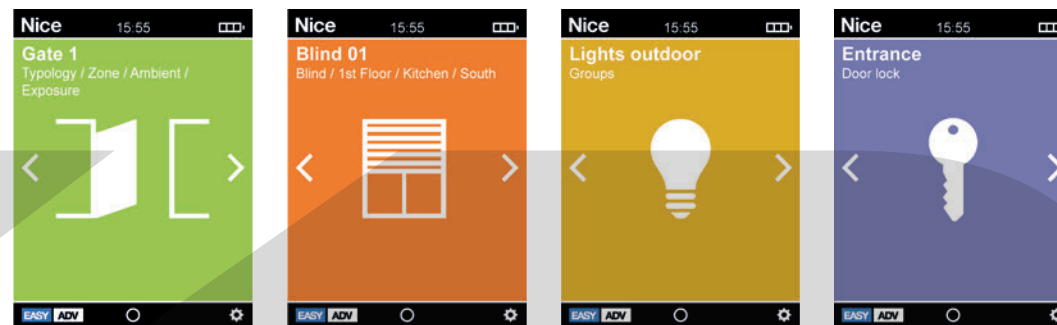 Nice 15:55
Gate 1
Typology / Zone / Ambient /
Exposure
EASY ADV
Nice 15:55
Blind 01
Blind / 1st Floor / Kitchen / South
EASY ADV
Nice 15:55
Lights outdoor
Groups
EASY ADV
Nice 15:55
Entrance
Door lock
EASY ADV